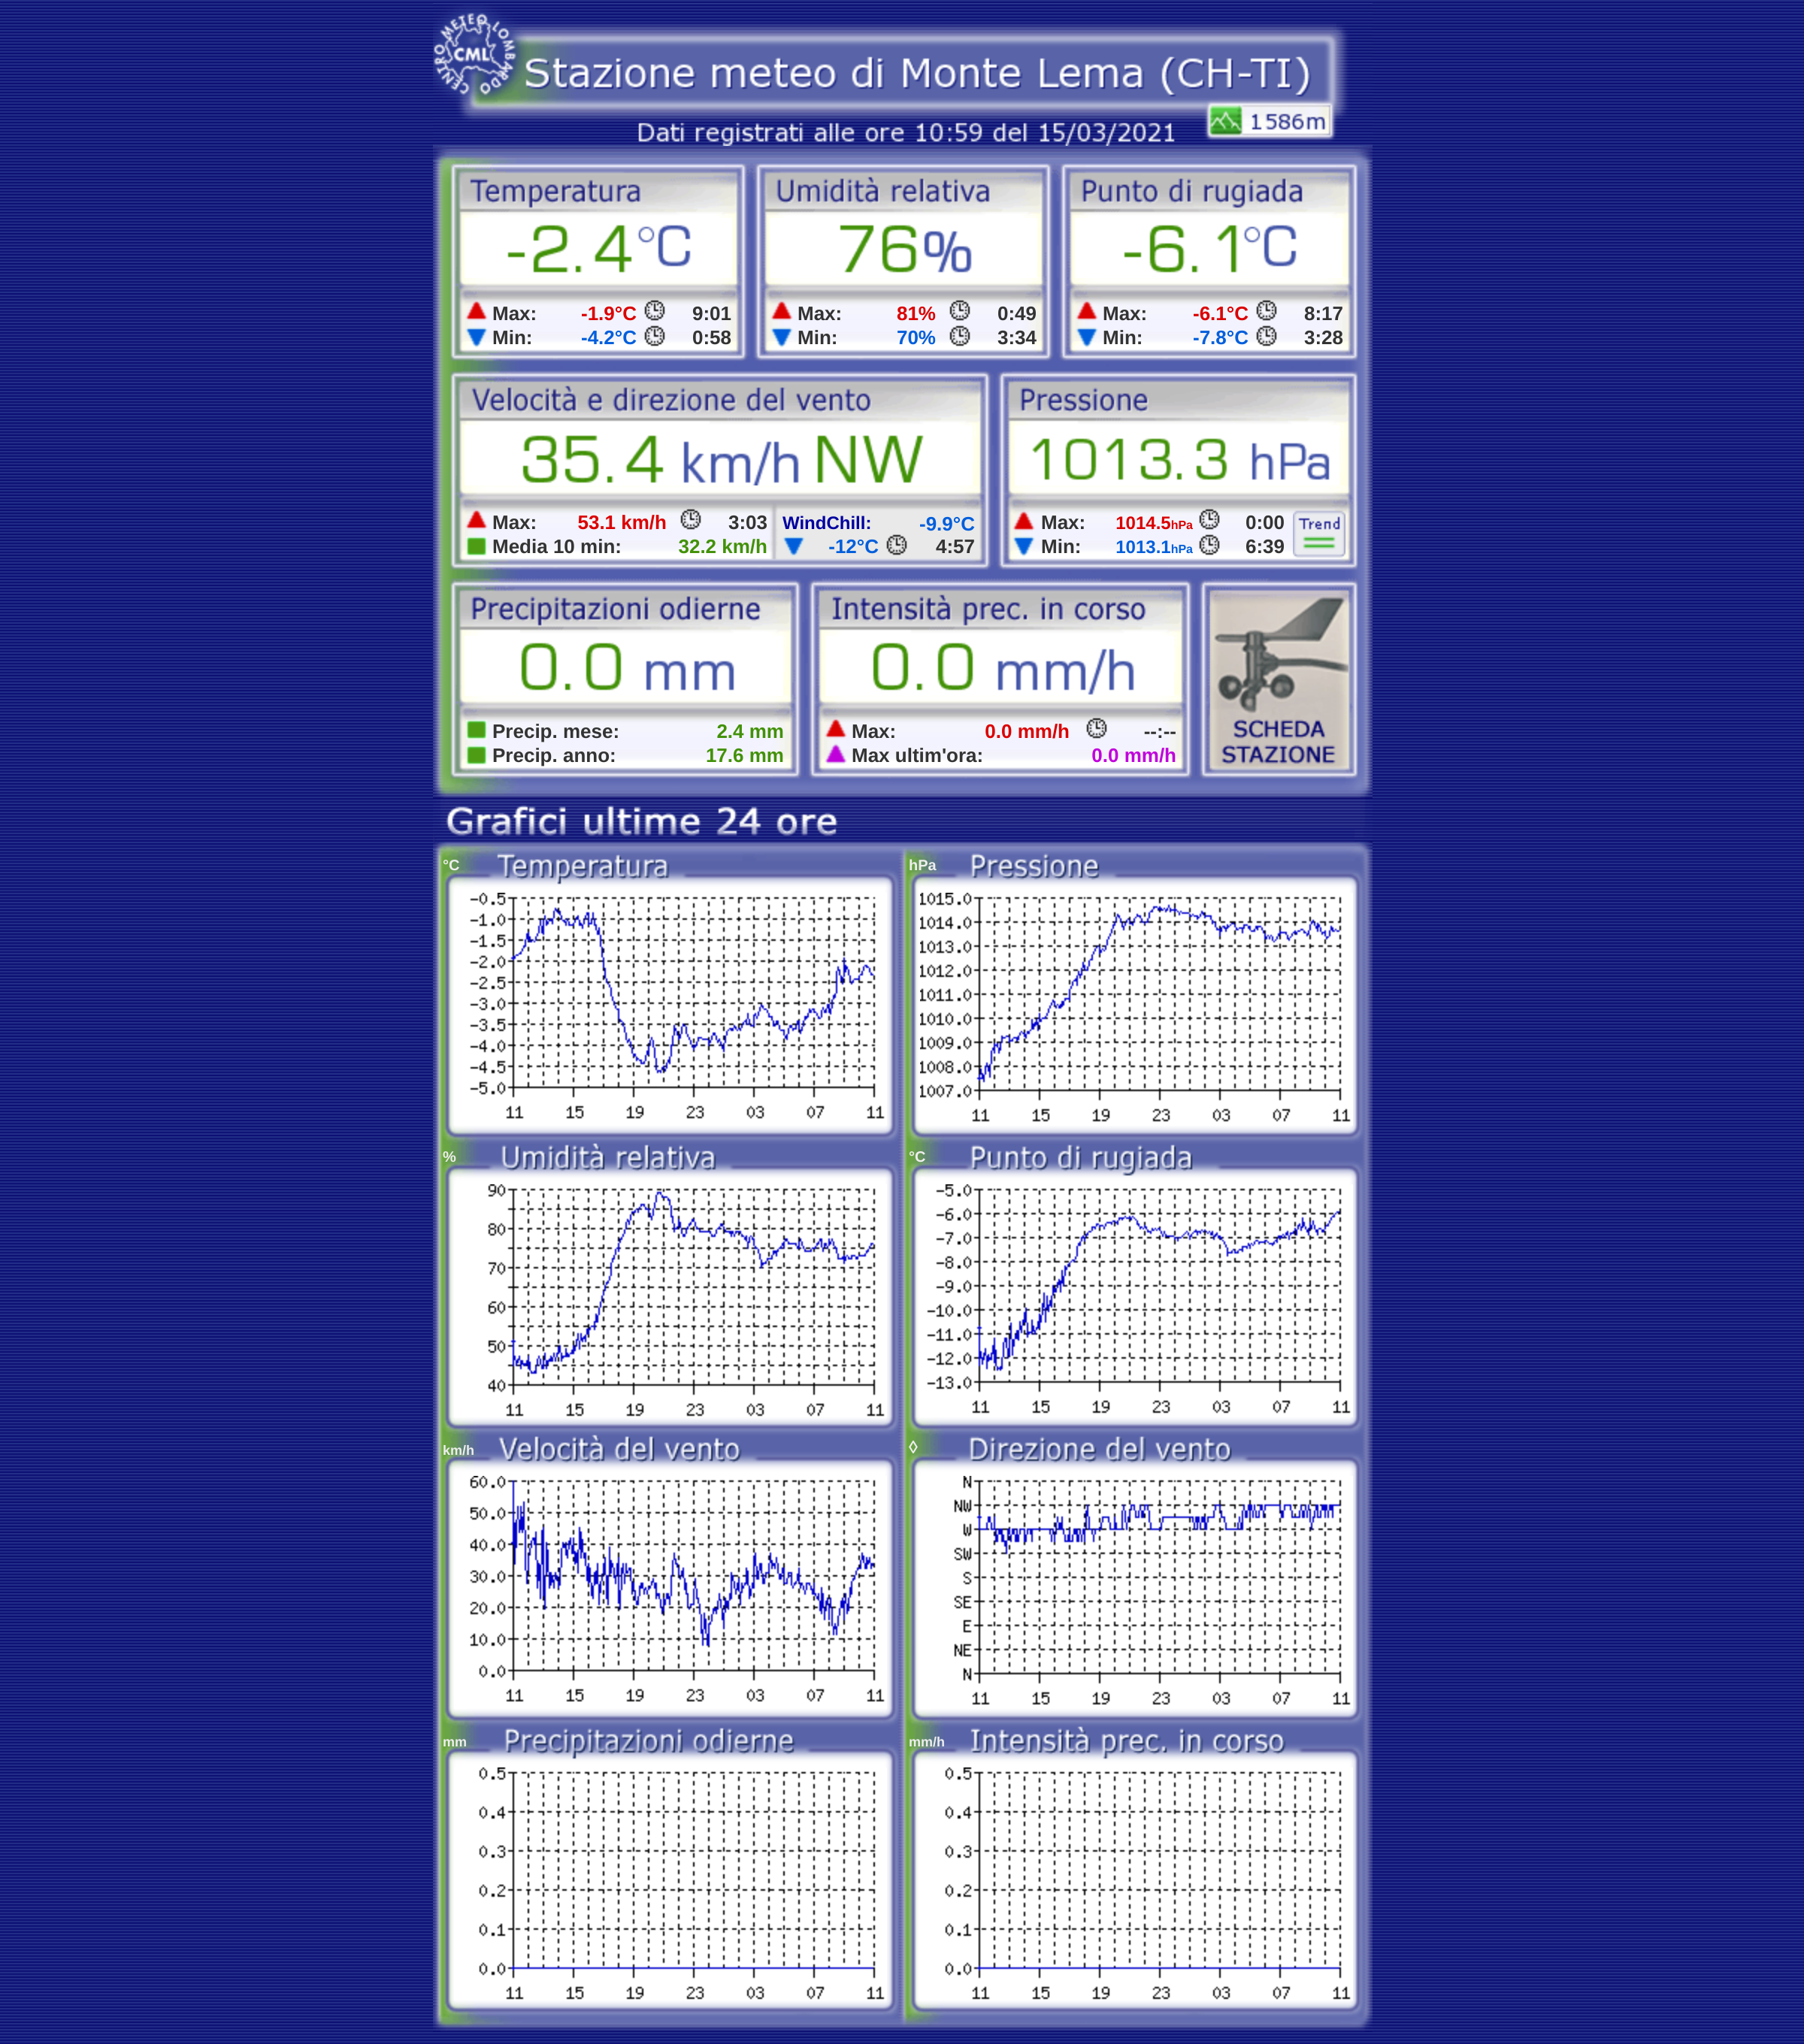 CENTRO METEO LOMBARDO
CML
Stazione meteo di Monte Lema (CH-TI)
1586m
Dati registrati alle ore 10:59 del 15/03/2021
Temperatura
-2.4°C
Max: -1.9°C 9:01
Min: -4.2°C 0:58
Umidità relativa
76%
Max: 81% 0:49
Min: 70% 3:34
Punto di rugiada
-6.1°C
Max: -6.1°C 8:17
Min: -7.8°C 3:28
Velocità e direzione del vento
35.4 km/h NW
Max: 53.1 km/h 3:03
Media 10 min: 32.2 km/h
WindChill: -9.9°C
-12°C 4:57
Pressione
1013.3 hPa
Max: 1014.5hPa 0:00
Min: 1013.1hPa 6:39
Trend
Precipitazioni odierne
0.0 mm
Precip. mese: 2.4 mm
Precip. anno: 17.6 mm
Intensità prec. in corso
0.0 mm/h
Max: 0.0 mm/h --:--
Max ultim'ora: 0.0 mm/h
SCHEDA
STAZIONE
Grafici ultime 24 ore
°C Temperatura
-0.5
-1.0
-1.5
-2.0
-2.5
-3.0
-3.5
-4.0
-4.5
-5.0
11 15 19 23 03 07 11
hPa Pressione
1015.0
1014.0
1013.0
1012.0
1011.0
1010.0
1009.0
1008.0
1007.0
11 15 19 23 03 07 11
% Umidità relativa
90
80
70
60
50
40
11 15 19 23 03 07 11
°C Punto di rugiada
-5.0
-6.0
-7.0
-8.0
-9.0
-10.0
-11.0
-12.0
-13.0
11 15 19 23 03 07 11
km/h Velocità del vento
60.0
50.0
40.0
30.0
20.0
10.0
0.0
11 15 19 23 03 07 11
◊ Direzione del vento
N
NW
W
SW
S
SE
E
NE
N
11 15 19 23 03 07 11
mm Precipitazioni odierne
0.5
0.4
0.3
0.2
0.1
0.0
11 15 19 23 03 07 11
mm/h Intensità prec. in corso
0.5
0.4
0.3
0.2
0.1
0.0
11 15 19 23 03 07 11